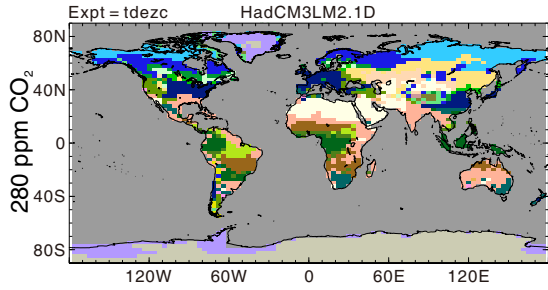 Expt = tdezc HadCM3LM2.1D
280 ppm CO₂
80N
40N
0
40S
80S
120W 60W 0 60E 120E